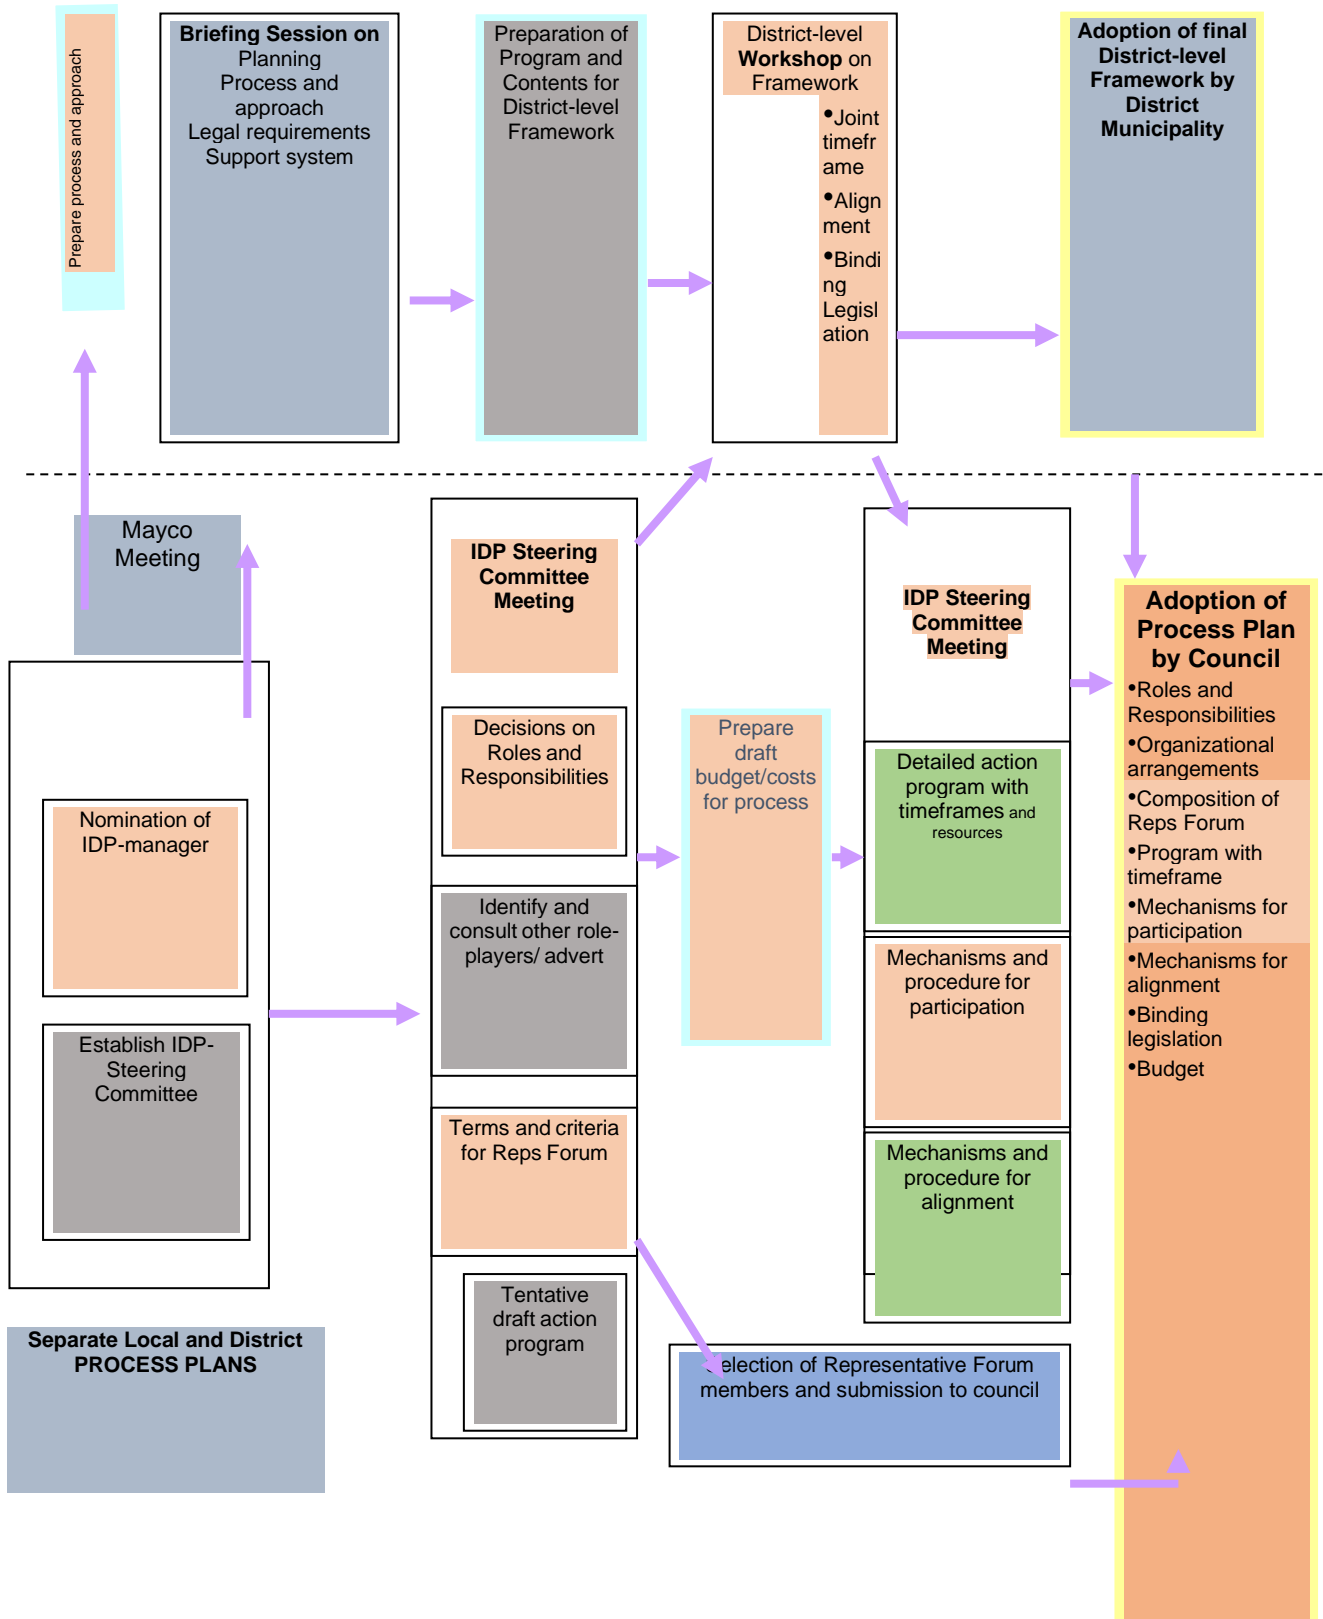 Prepare process and approach
Briefing Session on
Planning
Process and
approach
Legal requirements
Support system
Preparation of
Program and
Contents for
District-level
Framework
District-level
Workshop on
Framework
•Joint
timefr
ame
•Align
ment
•Bindi
ng
Legisl
ation
Adoption of final
District-level
Framework by
District
Municipality
Mayco
Meeting
Nomination of
IDP-manager
Establish IDP-
Steering
Committee
Separate Local and District
PROCESS PLANS
IDP Steering
Committee
Meeting
Decisions on
Roles and
Responsibilities
Identify and
consult other role-
players/ advert
Terms and criteria
for Reps Forum
Tentative
draft action
program
Prepare
draft
budget/costs
for process
IDP Steering
Committee
Meeting
Detailed action
program with
timeframes and
resources
Mechanisms and
procedure for
participation
Mechanisms and
procedure for
alignment
Selection of Representative Forum
members and submission to council
Adoption of
Process Plan
by Council
•Roles and
Responsibilities
•Organizational
arrangements
•Composition of
Reps Forum
•Program with
timeframe
•Mechanisms for
participation
•Mechanisms for
alignment
•Binding
legislation
•Budget